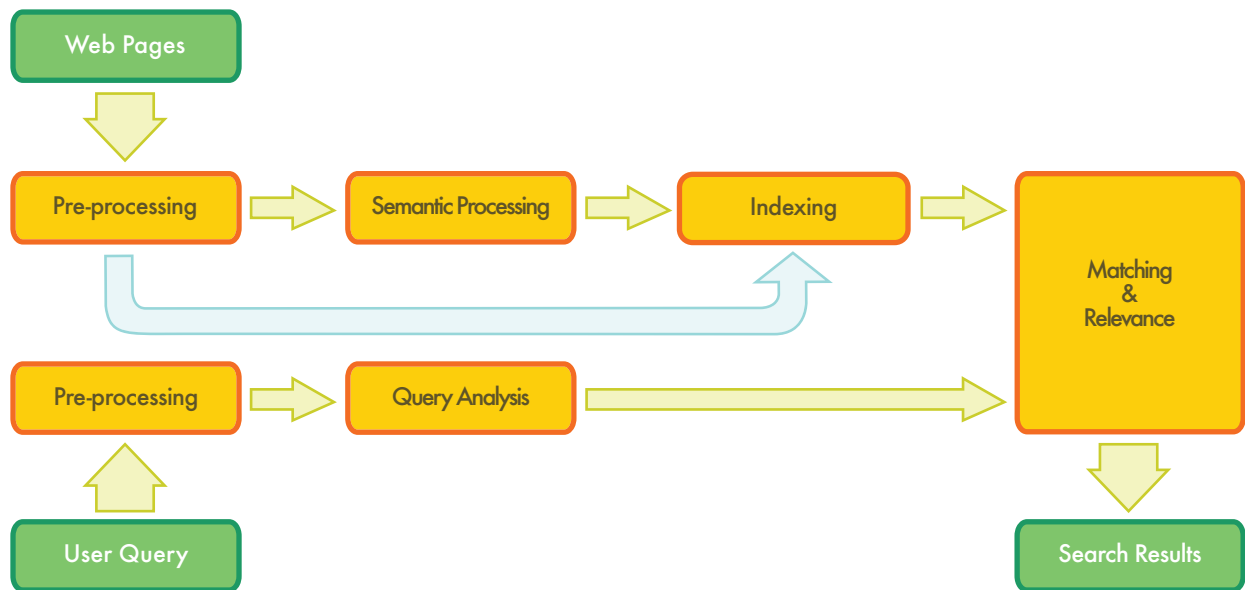 Web Pages
Pre-processing
Semantic Processing
Indexing
Matching
&
Relevance
Pre-processing
Query Analysis
User Query
Search Results